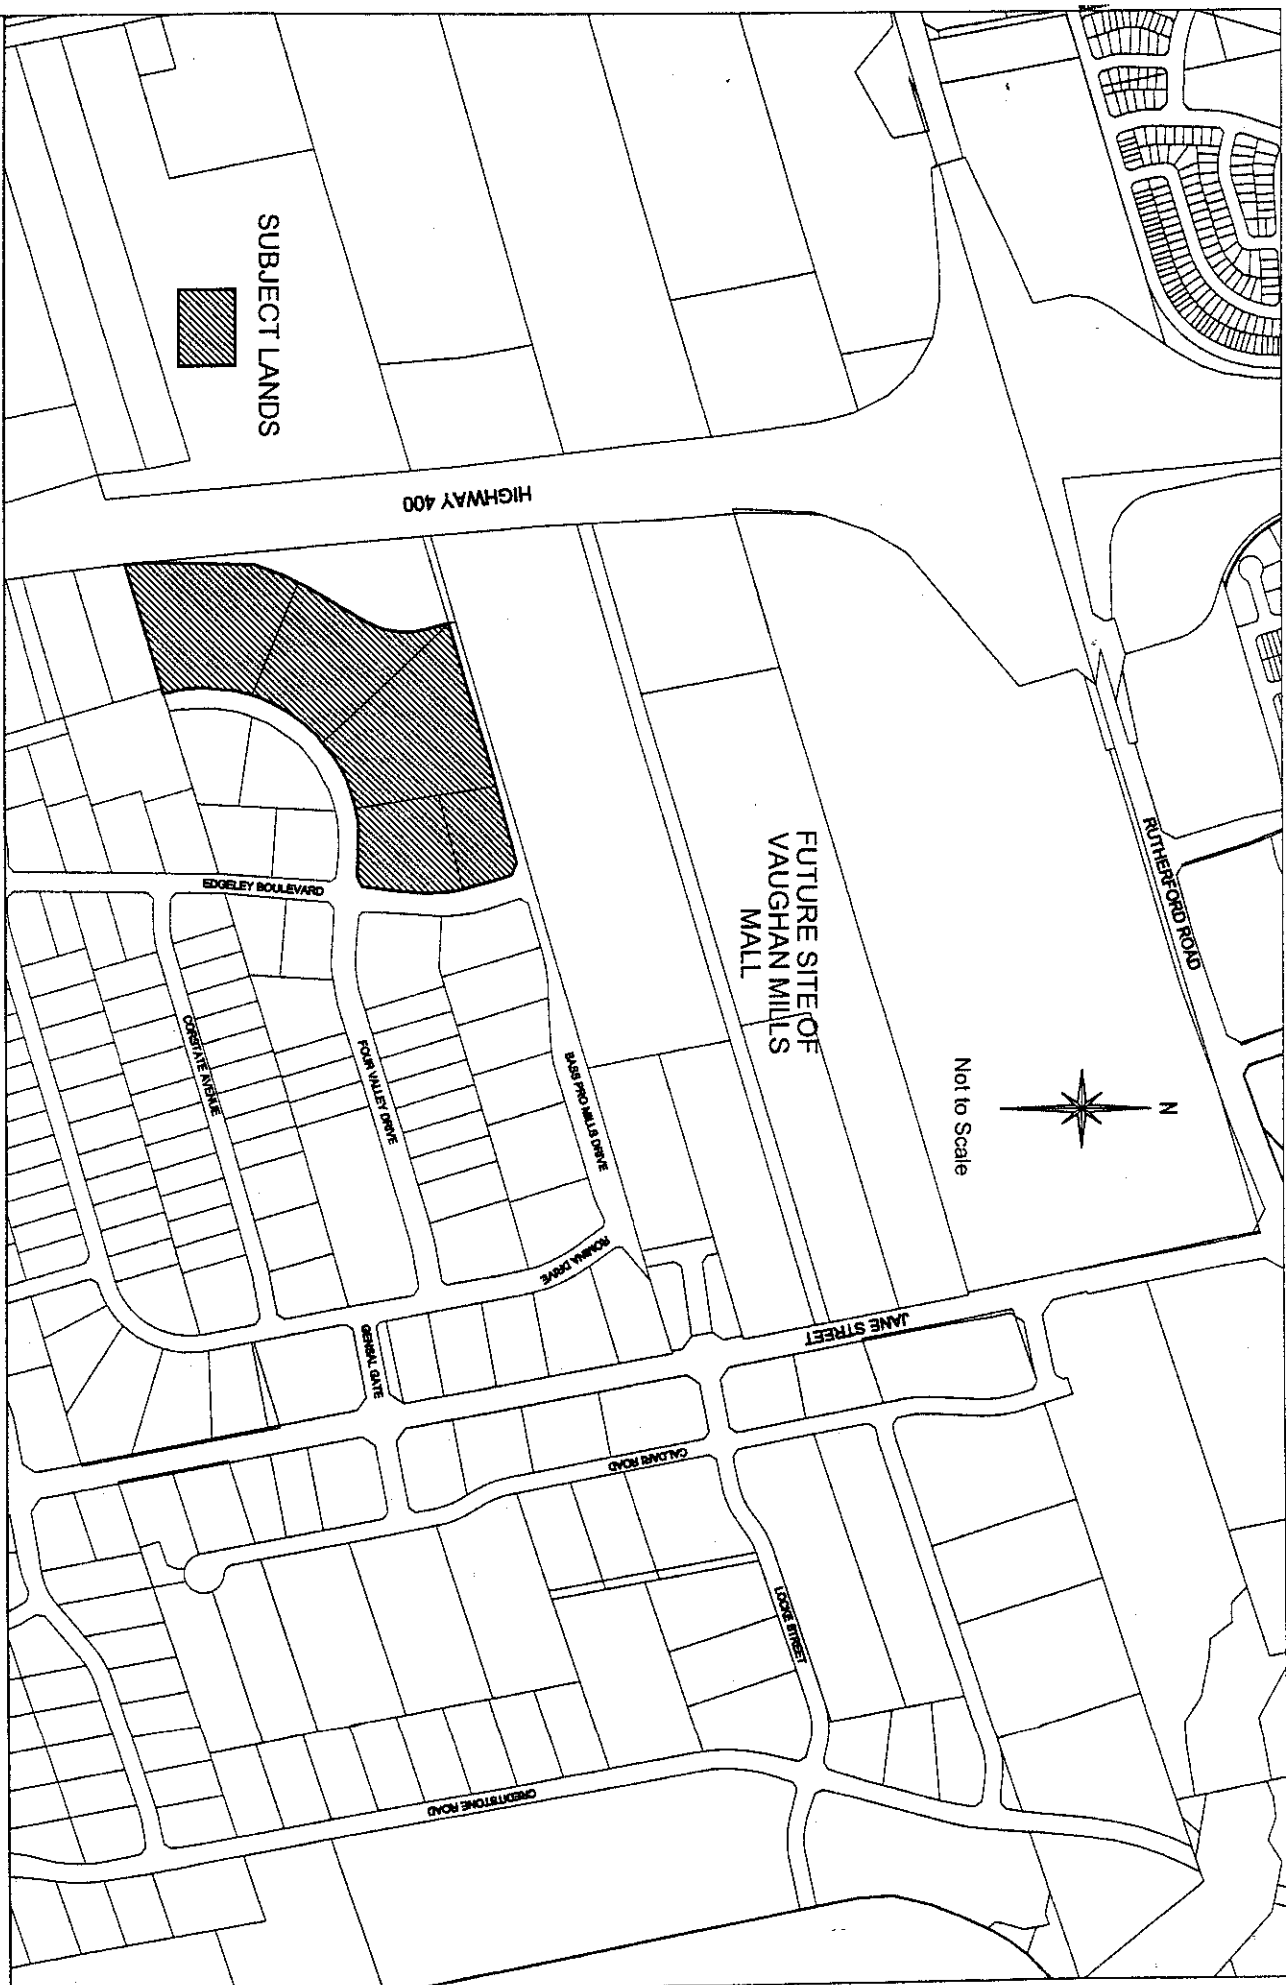 SUBJECT LANDS
HIGHWAY 400
RUTHERFORD ROAD
FUTURE SITE OF
VAUGHAN MILLS
MALL
N
Not to Scale
EDGELEY BOULEVARD
BASS PRO MILLS DRIVE
FOUR VALLEY DRIVE
CORSTATE AVENUE
ROMINA DRIVE
JANE STREET
GENSAL GATE
CALDARI ROAD
LOCKE STREET
CREDITSTONE ROAD